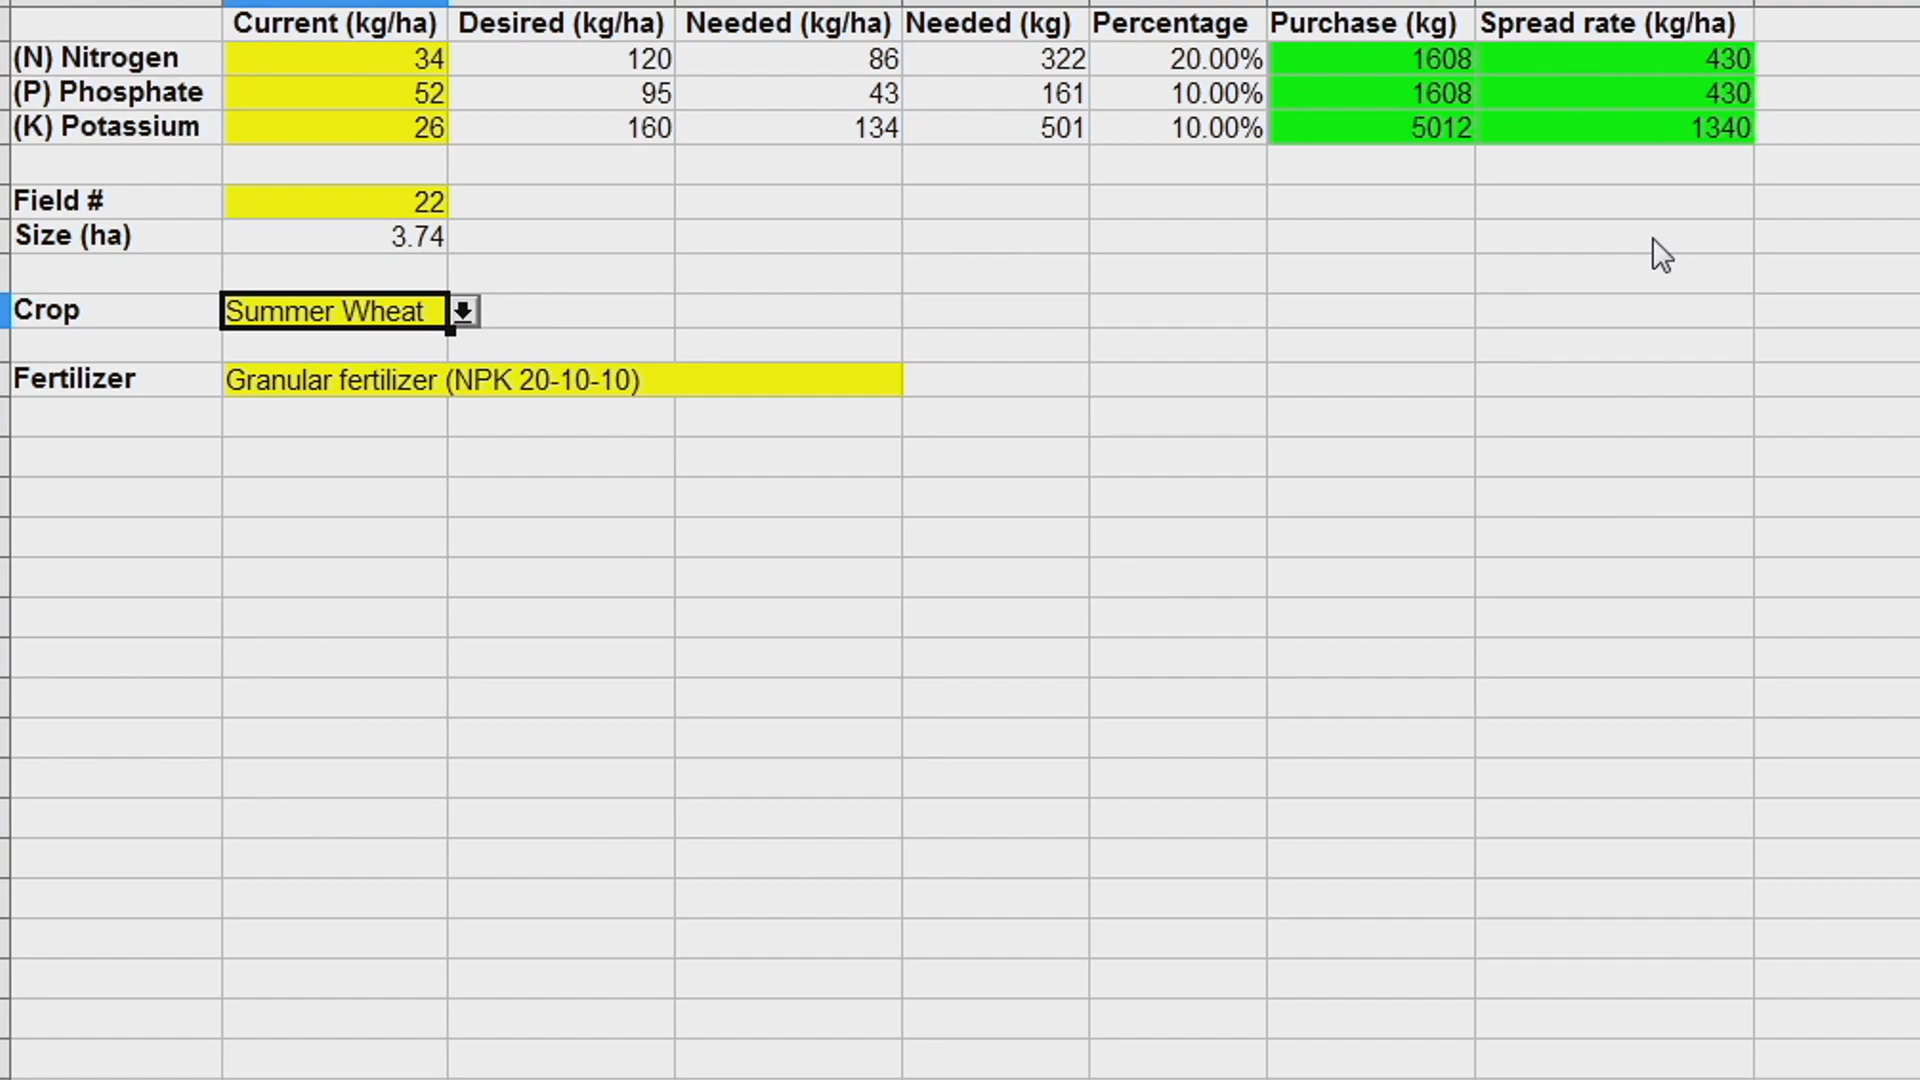 Current (kg/ha) Desired (kg/ha) Needed (kg/ha) Needed (kg) Percentage Purchase (kg) Spread rate (kg/ha)
(N) Nitrogen 34 120 86 322 20.00% 1608 430
(P) Phosphate 52 95 43 161 10.00% 1608 430
(K) Potassium 26 160 134 501 10.00% 5012 1340
Field # 22
Size (ha) 3.74
Crop Summer Wheat
Fertilizer Granular fertilizer (NPK 20-10-10)